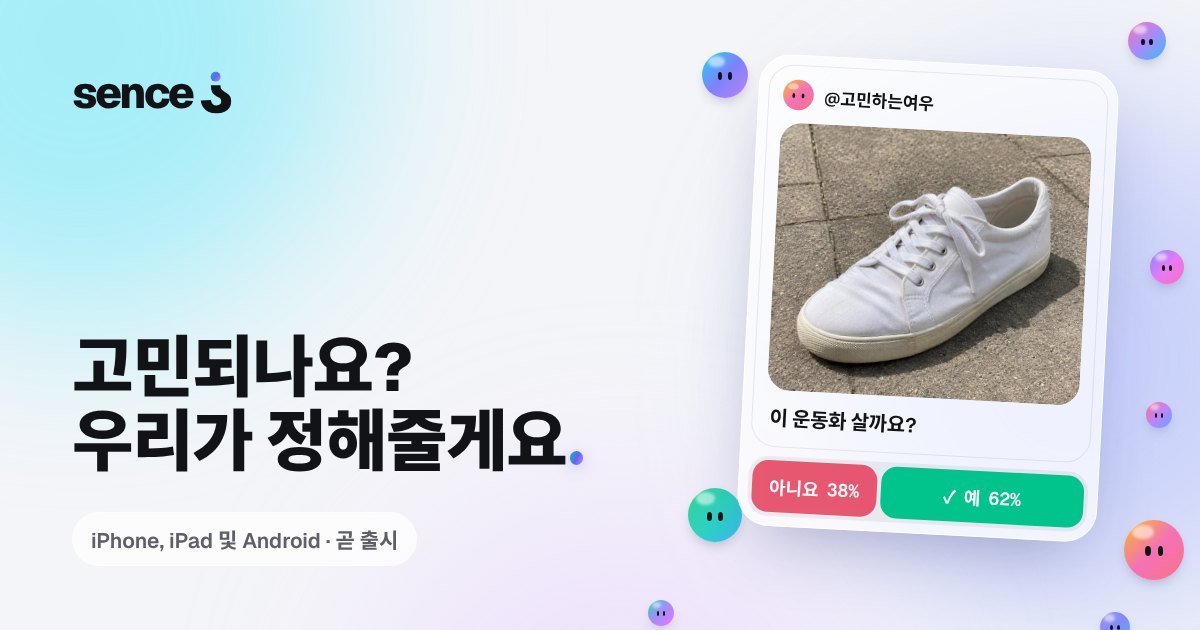 sence
고민되나요?
우리가 정해줄게요.
iPhone, iPad 및 Android · 곧 출시
@고민하는여우
이 운동화 살까요?
아니요 38%
✓ 예 62%